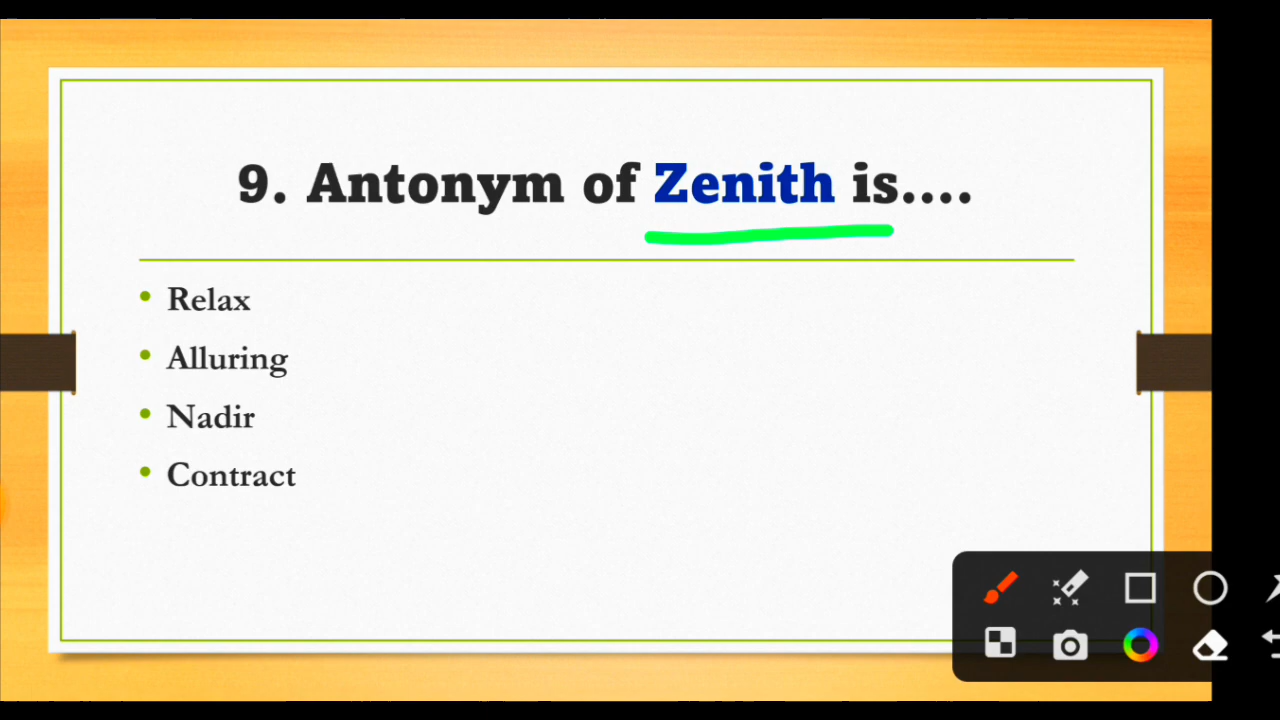 9. Antonym of Zenith is....
• Relax
• Alluring
• Nadir
• Contract